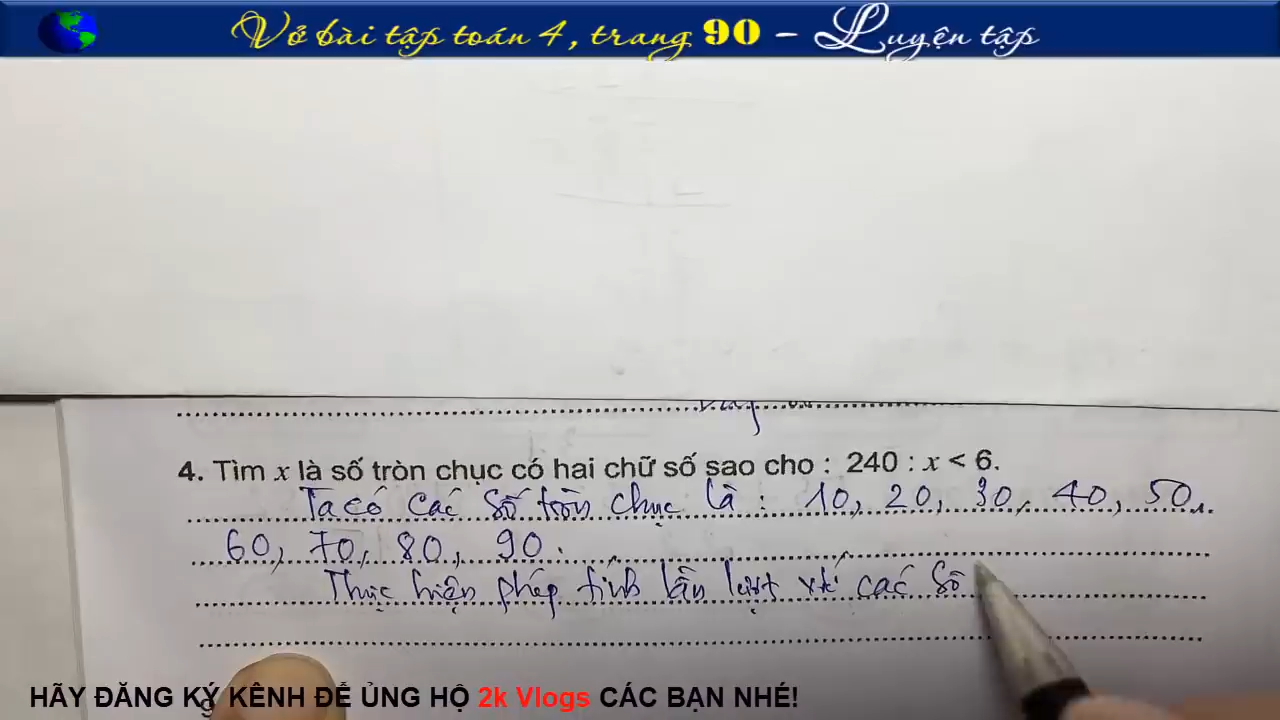 Vở bài tập toán 4, trang 90 – Luyện tập
4. Tìm x là số tròn chục có hai chữ số sao cho : 240 : x < 6.
Ta có các số tròn chục là : 10, 20, 30, 40, 50,
60, 70, 80, 90.
Thực hiện phép tính lần lượt với các số
HÃY ĐĂNG KÝ KÊNH ĐỂ ỦNG HỘ 2k Vlogs CÁC BẠN NHÉ!